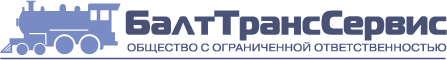 БалтТрансСервис
ОБЩЕСТВО С ОГРАНИЧЕННОЙ ОТВЕТСТВЕННОСТЬЮ